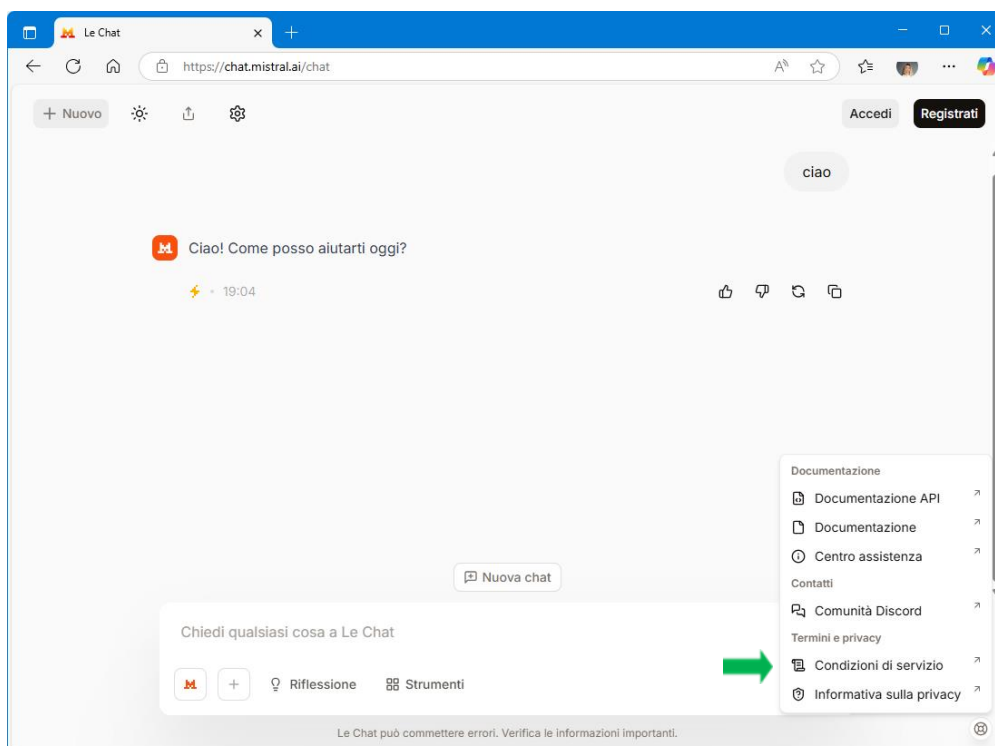 Le Chat
https://chat.mistral.ai/chat
Nuovo
Accedi
Registrati
ciao
Ciao! Come posso aiutarti oggi?
19:04
Documentazione
Documentazione API
Documentazione
Centro assistenza
Contatti
Comunità Discord
Termini e privacy
Condizioni di servizio
Informativa sulla privacy
Nuova chat
Chiedi qualsiasi cosa a Le Chat
Riflessione
Strumenti
Le Chat può commettere errori. Verifica le informazioni importanti.